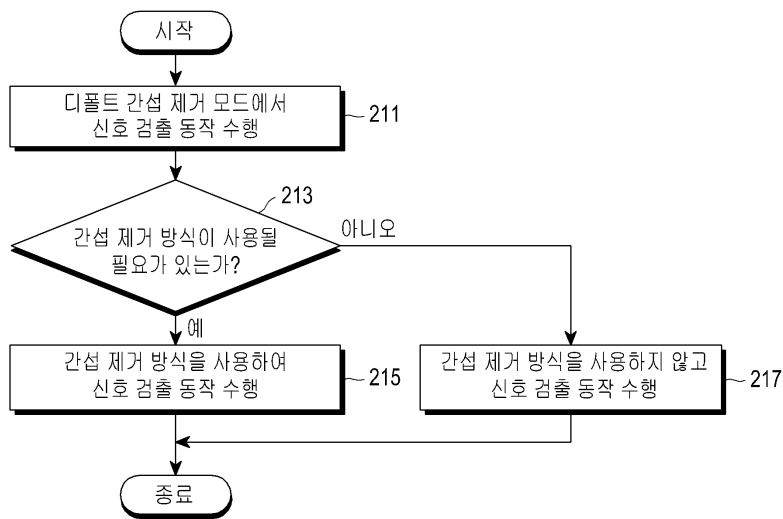 시작
디폴트 간섭 제거 모드에서
신호 검출 동작 수행
211
213
간섭 제거 방식이 사용될
필요가 있는가?
아니오
예
간섭 제거 방식을 사용하여
신호 검출 동작 수행
215
간섭 제거 방식을 사용하지 않고
신호 검출 동작 수행
217
종료